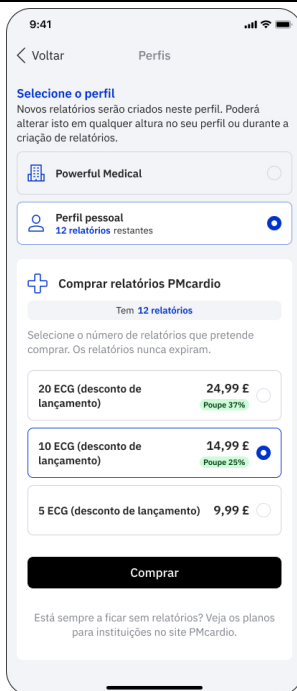 9:41
Voltar
Perfis
Selecione o perfil
Novos relatórios serão criados neste perfil. Poderá
alterar isto em qualquer altura no seu perfil ou durante a
criação de relatórios.
Powerful Medical
Perfil pessoal
12 relatórios restantes
Comprar relatórios PMcardio
Tem 12 relatórios
Selecione o número de relatórios que pretende
comprar. Os relatórios nunca expiram.
20 ECG (desconto de
lançamento)
24,99 £
Poupe 37%
10 ECG (desconto de
lançamento)
14,99 £
Poupe 25%
5 ECG (desconto de lançamento)
9,99 £
Comprar
Está sempre a ficar sem relatórios? Veja os planos
para instituições no site PMcardio.